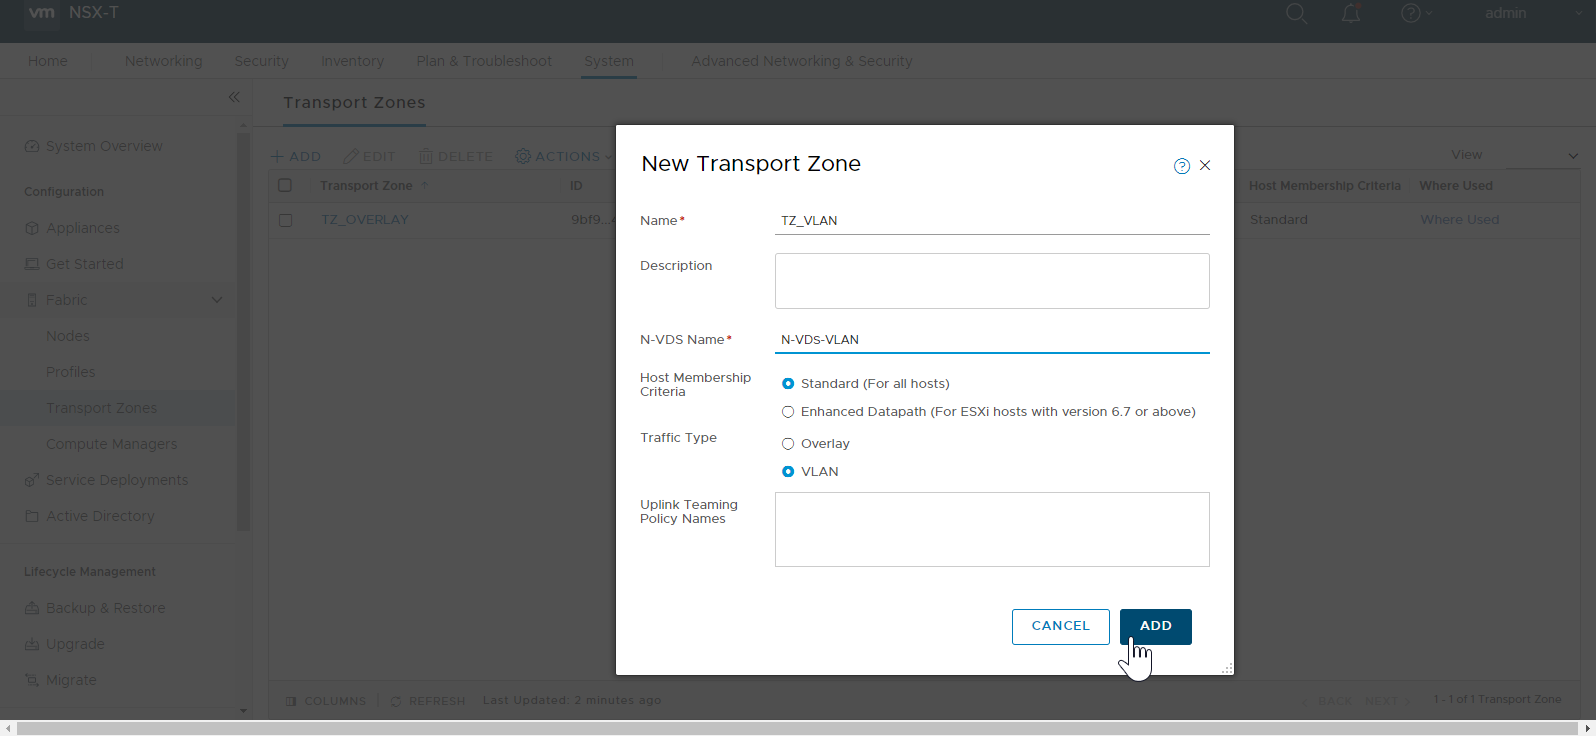 vm NSX-T admin
Home Networking Security Inventory Plan & Troubleshoot System Advanced Networking & Security
Transport Zones
System Overview
Configuration
Appliances
Get Started
Fabric
Nodes
Profiles
Transport Zones
Compute Managers
Service Deployments
Active Directory
Lifecycle Management
Backup & Restore
Upgrade
Migrate
ADD EDIT DELETE ACTIONS View
Transport Zone ID Host Membership Criteria Where Used
TZ_OVERLAY 9bf9...4 Standard Where Used
New Transport Zone
Name* TZ_VLAN
Description
N-VDS Name* N-VDS-VLAN
Host Membership
Criteria
Standard (For all hosts)
Enhanced Datapath (For ESXi hosts with version 6.7 or above)
Traffic Type
Overlay
VLAN
Uplink Teaming
Policy Names
CANCEL ADD
COLUMNS REFRESH Last Updated: 2 minutes ago BACK NEXT 1 - 1 of 1 Transport Zone